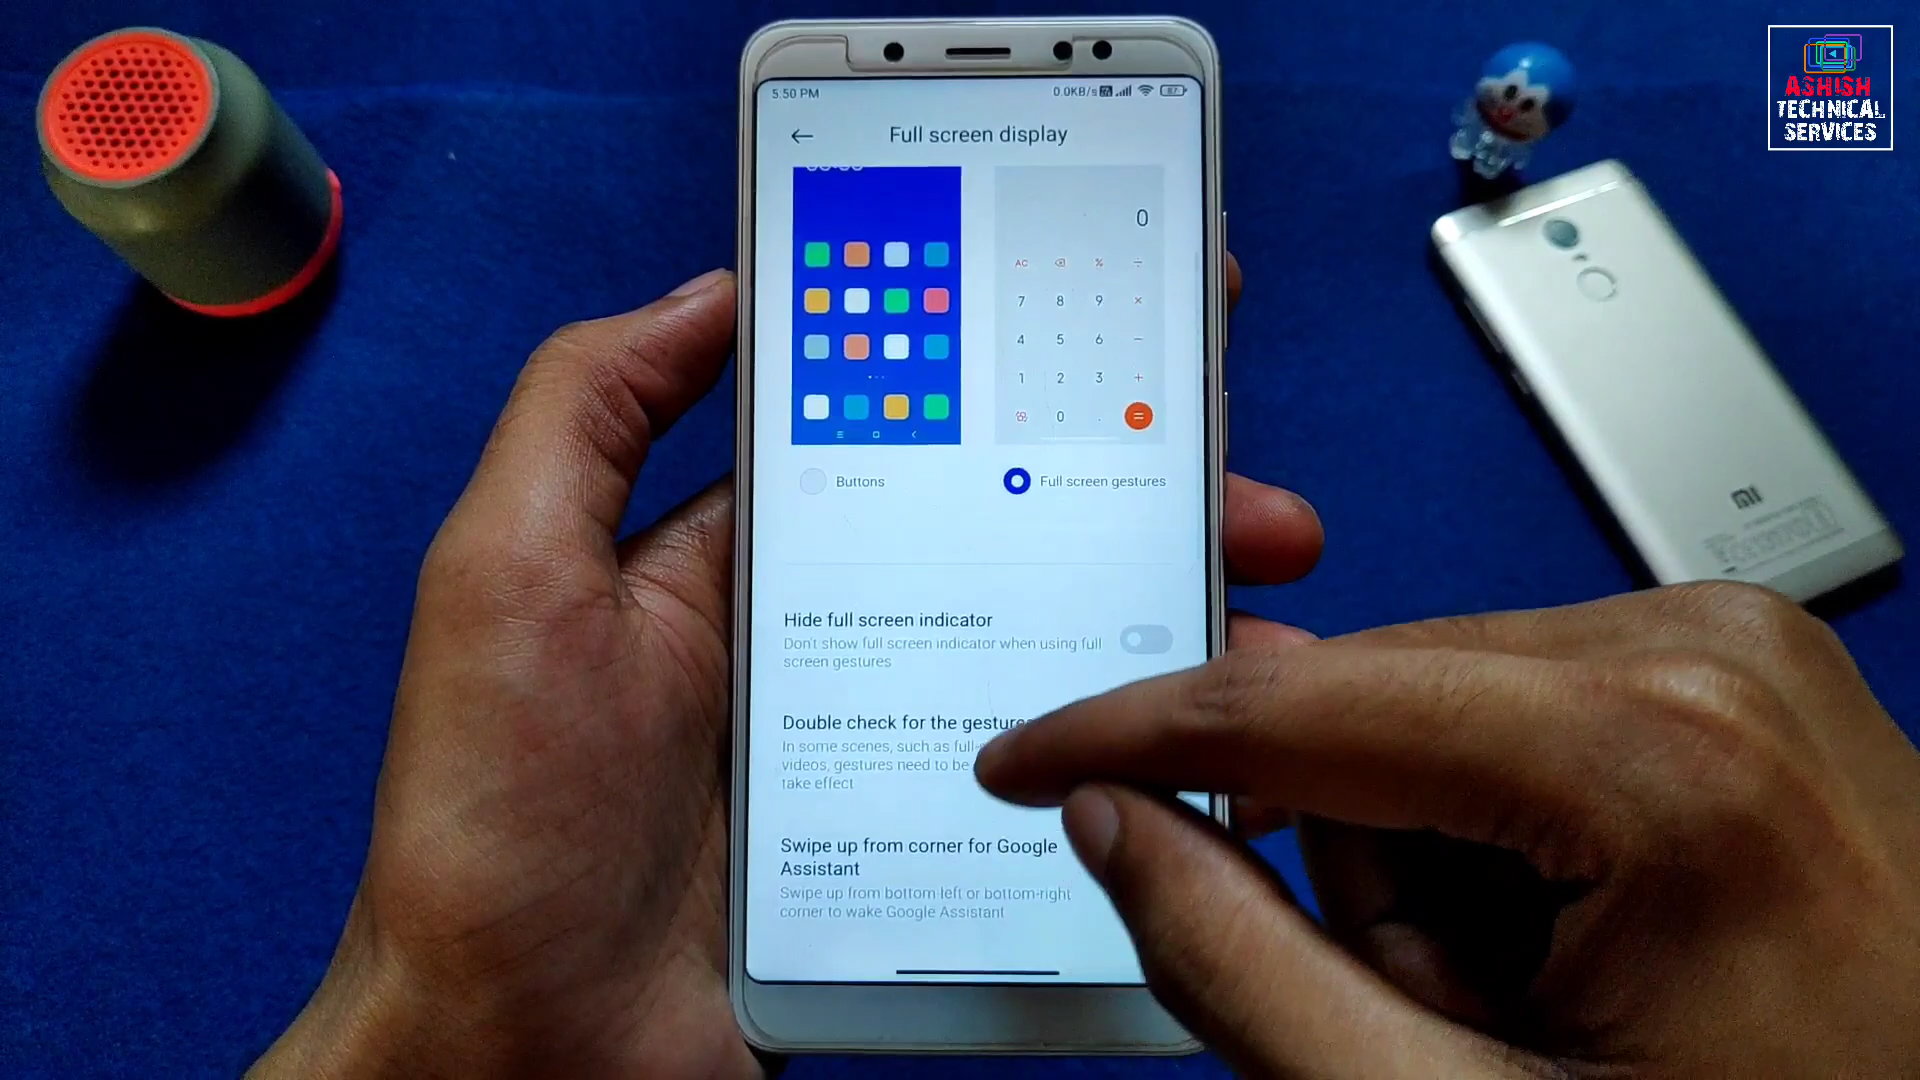 ASHISH
TECHNICAL
SERVICES
5:50 PM
0.0KB/s
Full screen display
0
AC % ÷
7 8 9 ×
4 5 6 −
1 2 3 +
0 . =
Buttons
Full screen gestures
Hide full screen indicator
Don't show full screen indicator when using full
screen gestures
Double check for the gestures
In some scenes, such as full-
videos, gestures need to be
take effect
Swipe up from corner for Google
Assistant
Swipe up from bottom left or bottom-right
corner to wake Google Assistant
mi